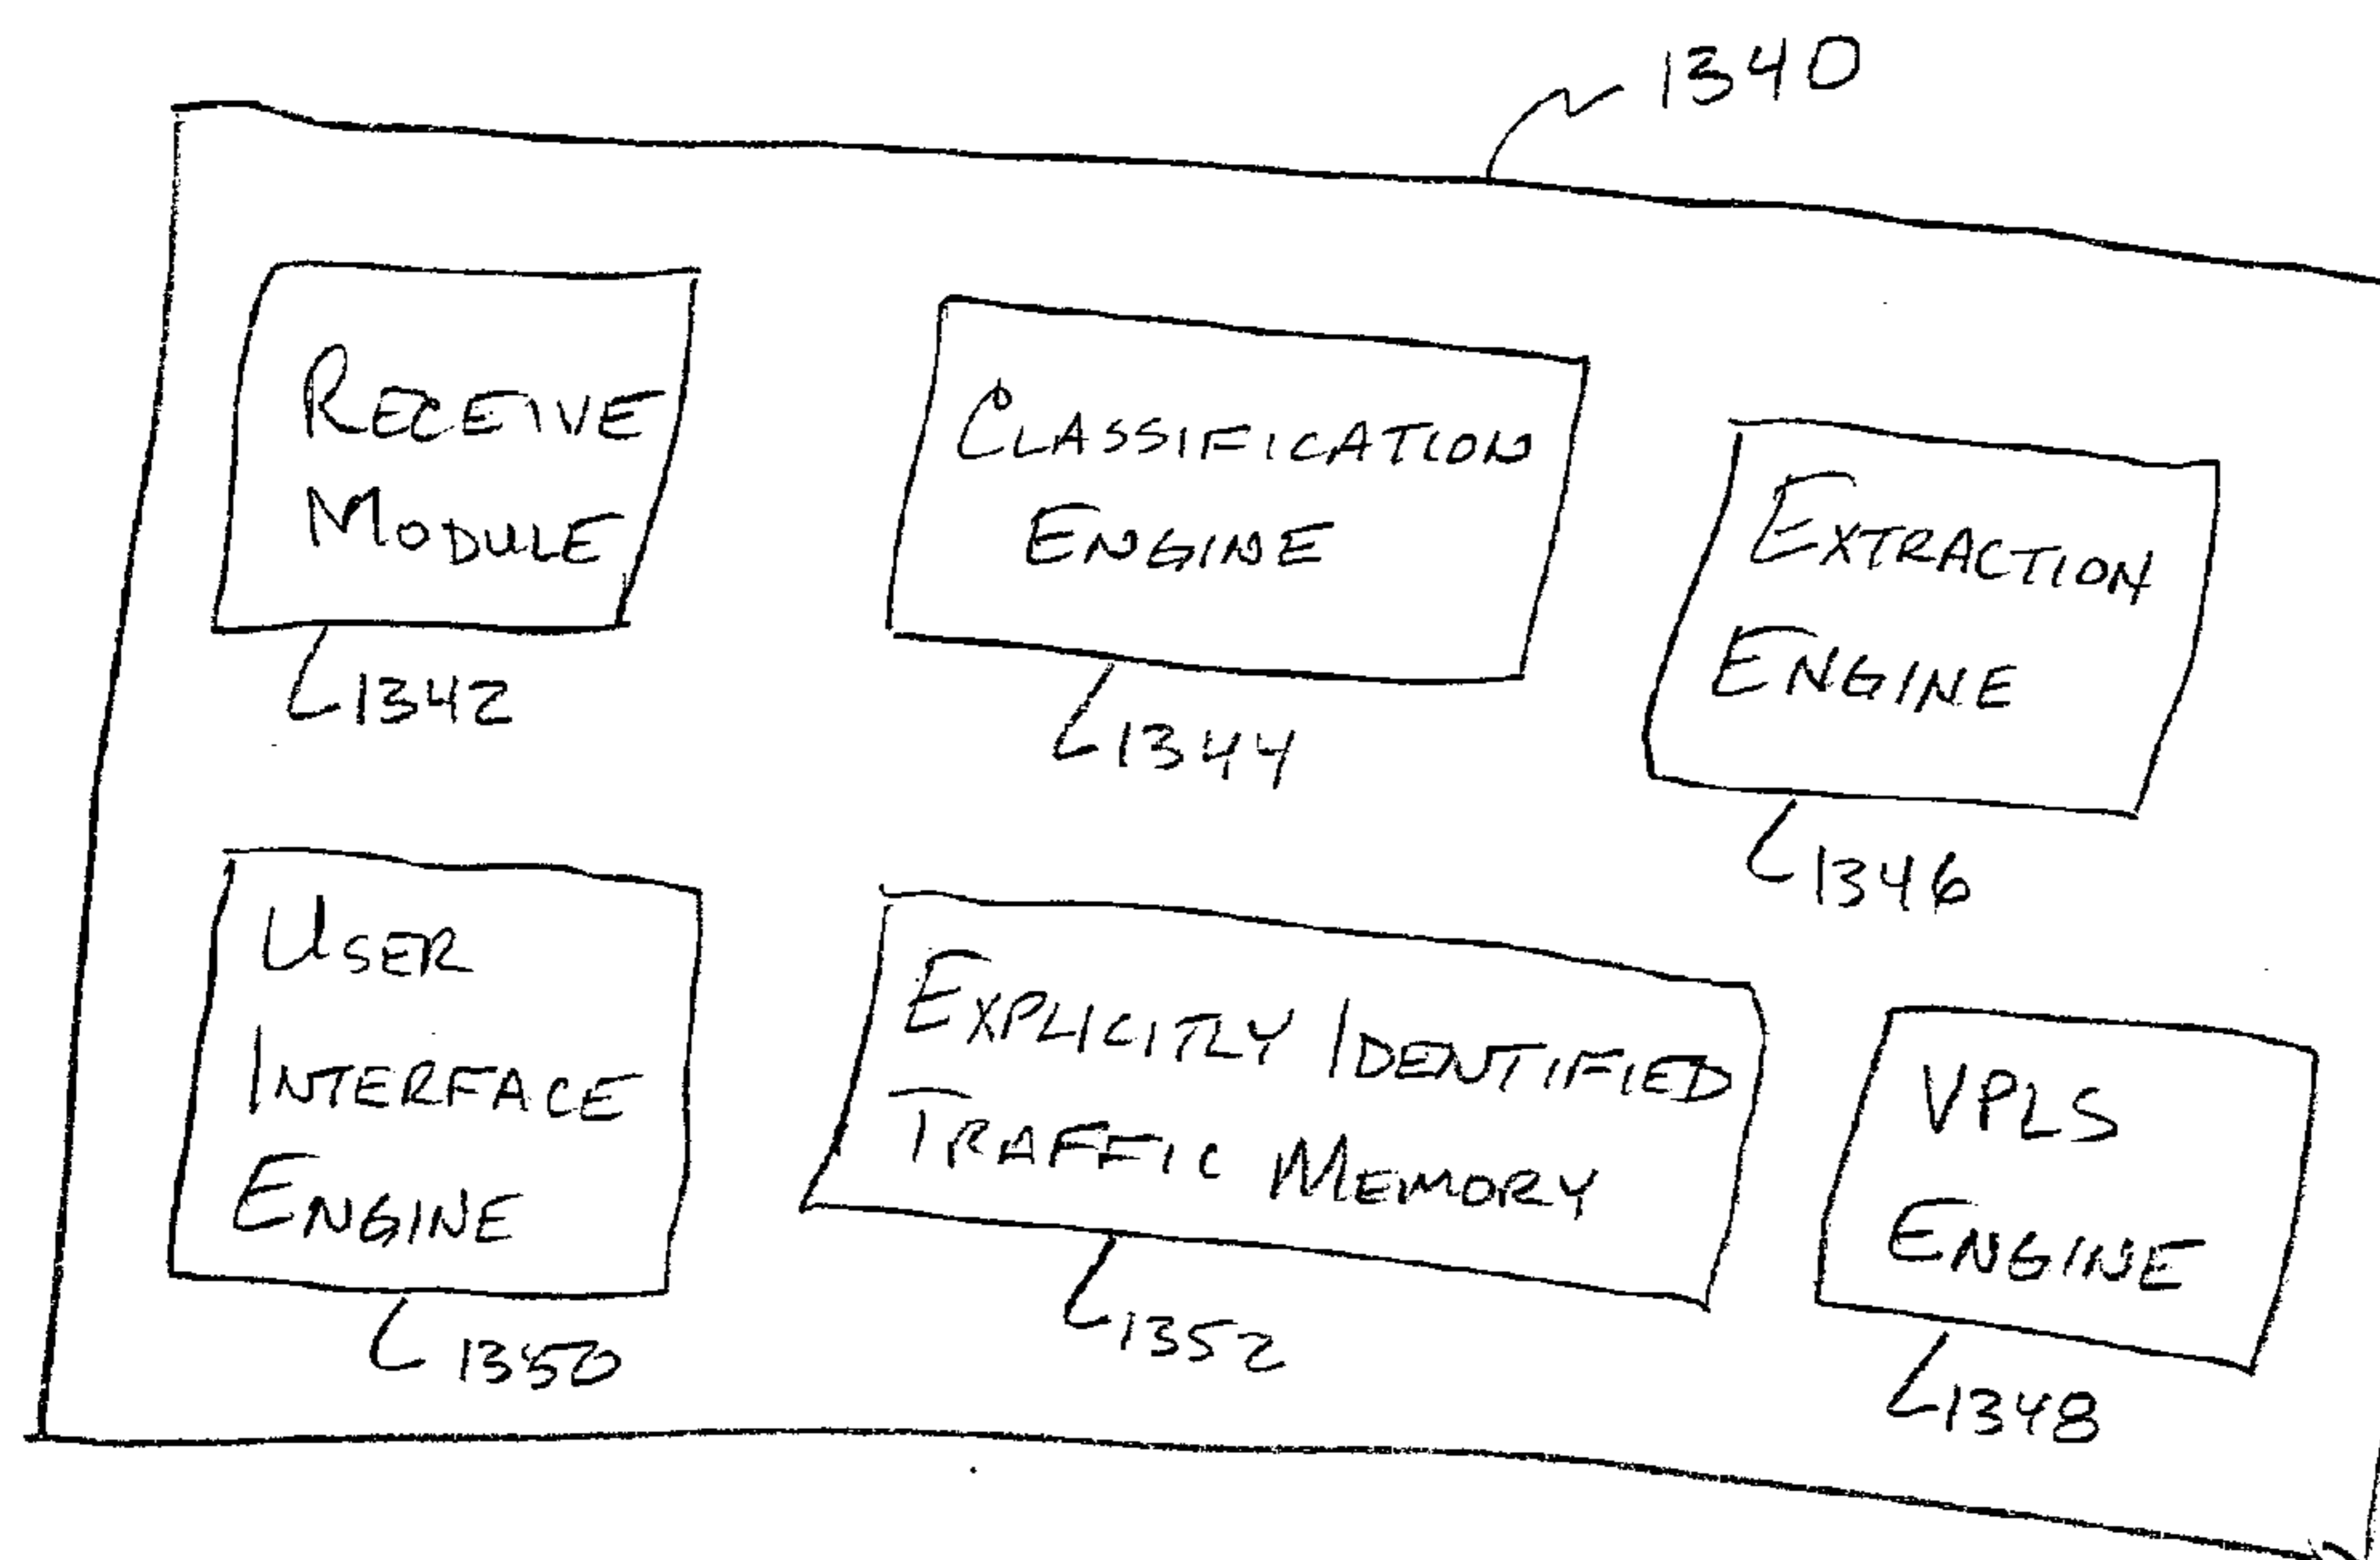 1340
RECEIVE
MODULE
1342
CLASSIFICATION
ENGINE
1344
EXTRACTION
ENGINE
1346
USER
INTERFACE
ENGINE
1350
EXPLICITLY IDENTIFIED
TRAFFIC MEMORY
1352
VPLS
ENGINE
1348